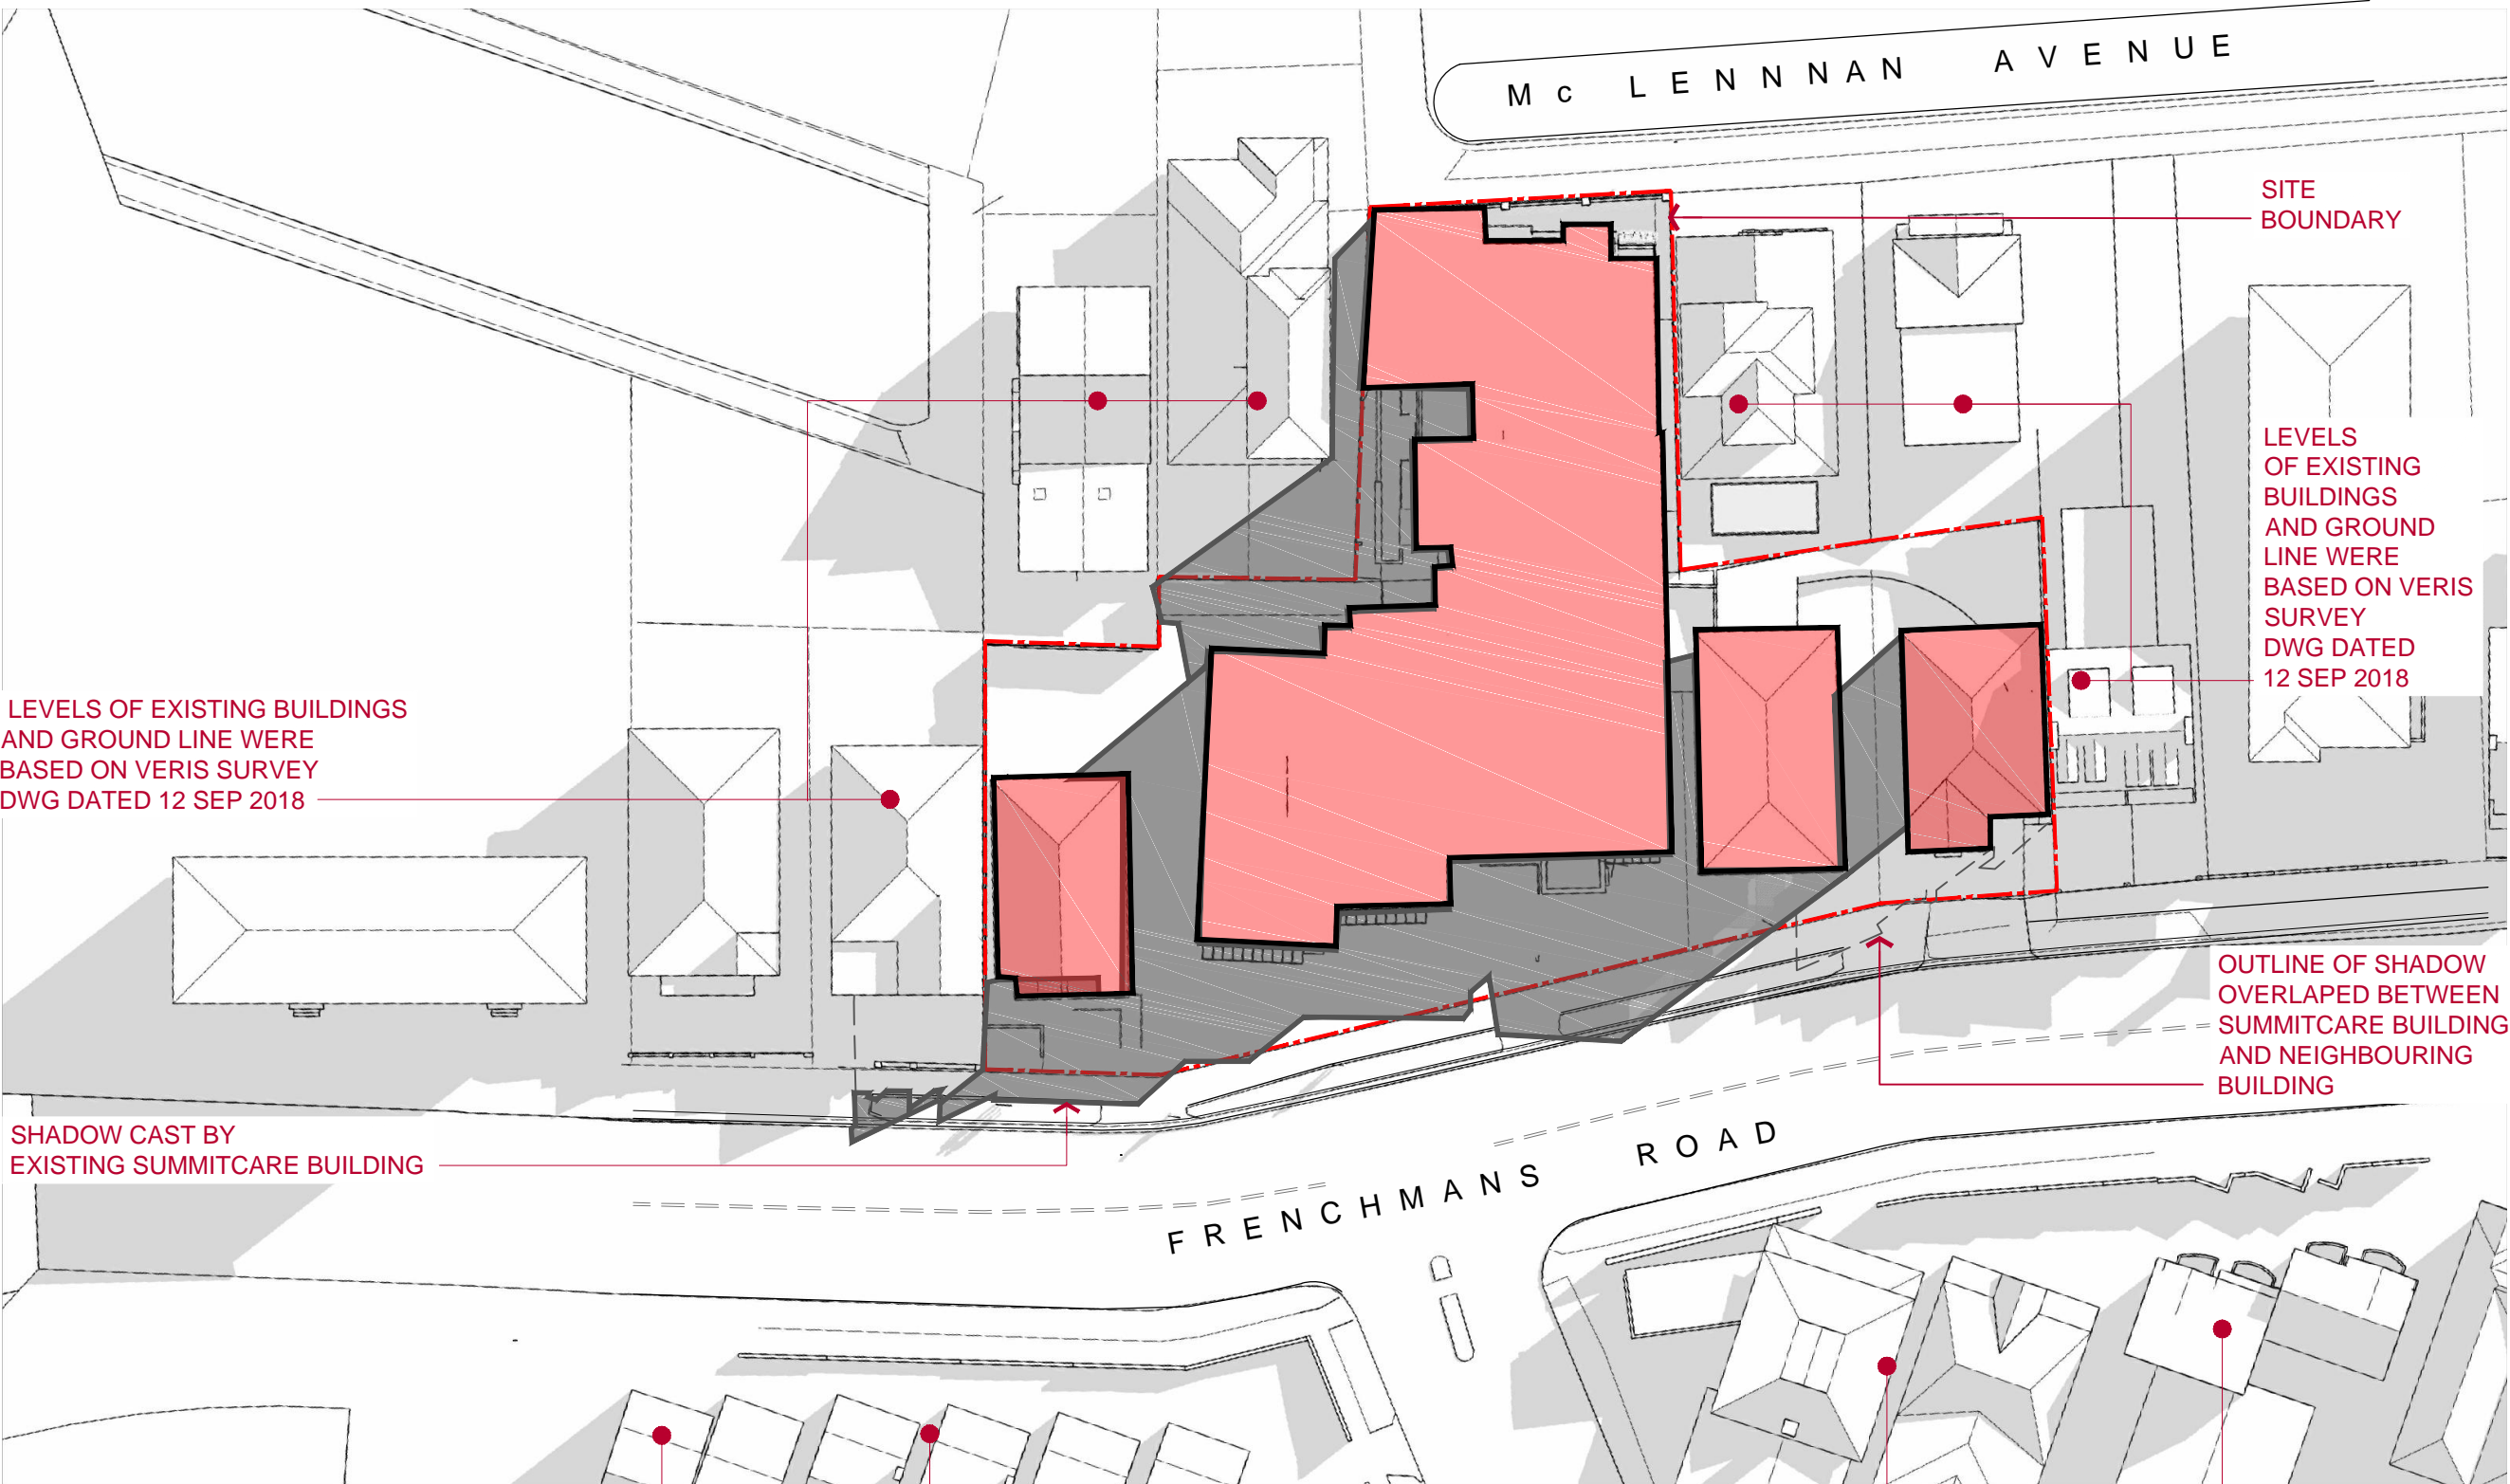 Mc LENNNAN AVENUE
SITE
BOUNDARY
LEVELS
OF EXISTING
BUILDINGS
AND GROUND
LINE WERE
BASED ON VERIS
SURVEY
DWG DATED
12 SEP 2018
LEVELS OF EXISTING BUILDINGS
AND GROUND LINE WERE
BASED ON VERIS SURVEY
DWG DATED 12 SEP 2018
OUTLINE OF SHADOW
OVERLAPED BETWEEN
SUMMITCARE BUILDING
AND NEIGHBOURING
BUILDING
SHADOW CAST BY
EXISTING SUMMITCARE BUILDING
FRENCHMANS ROAD